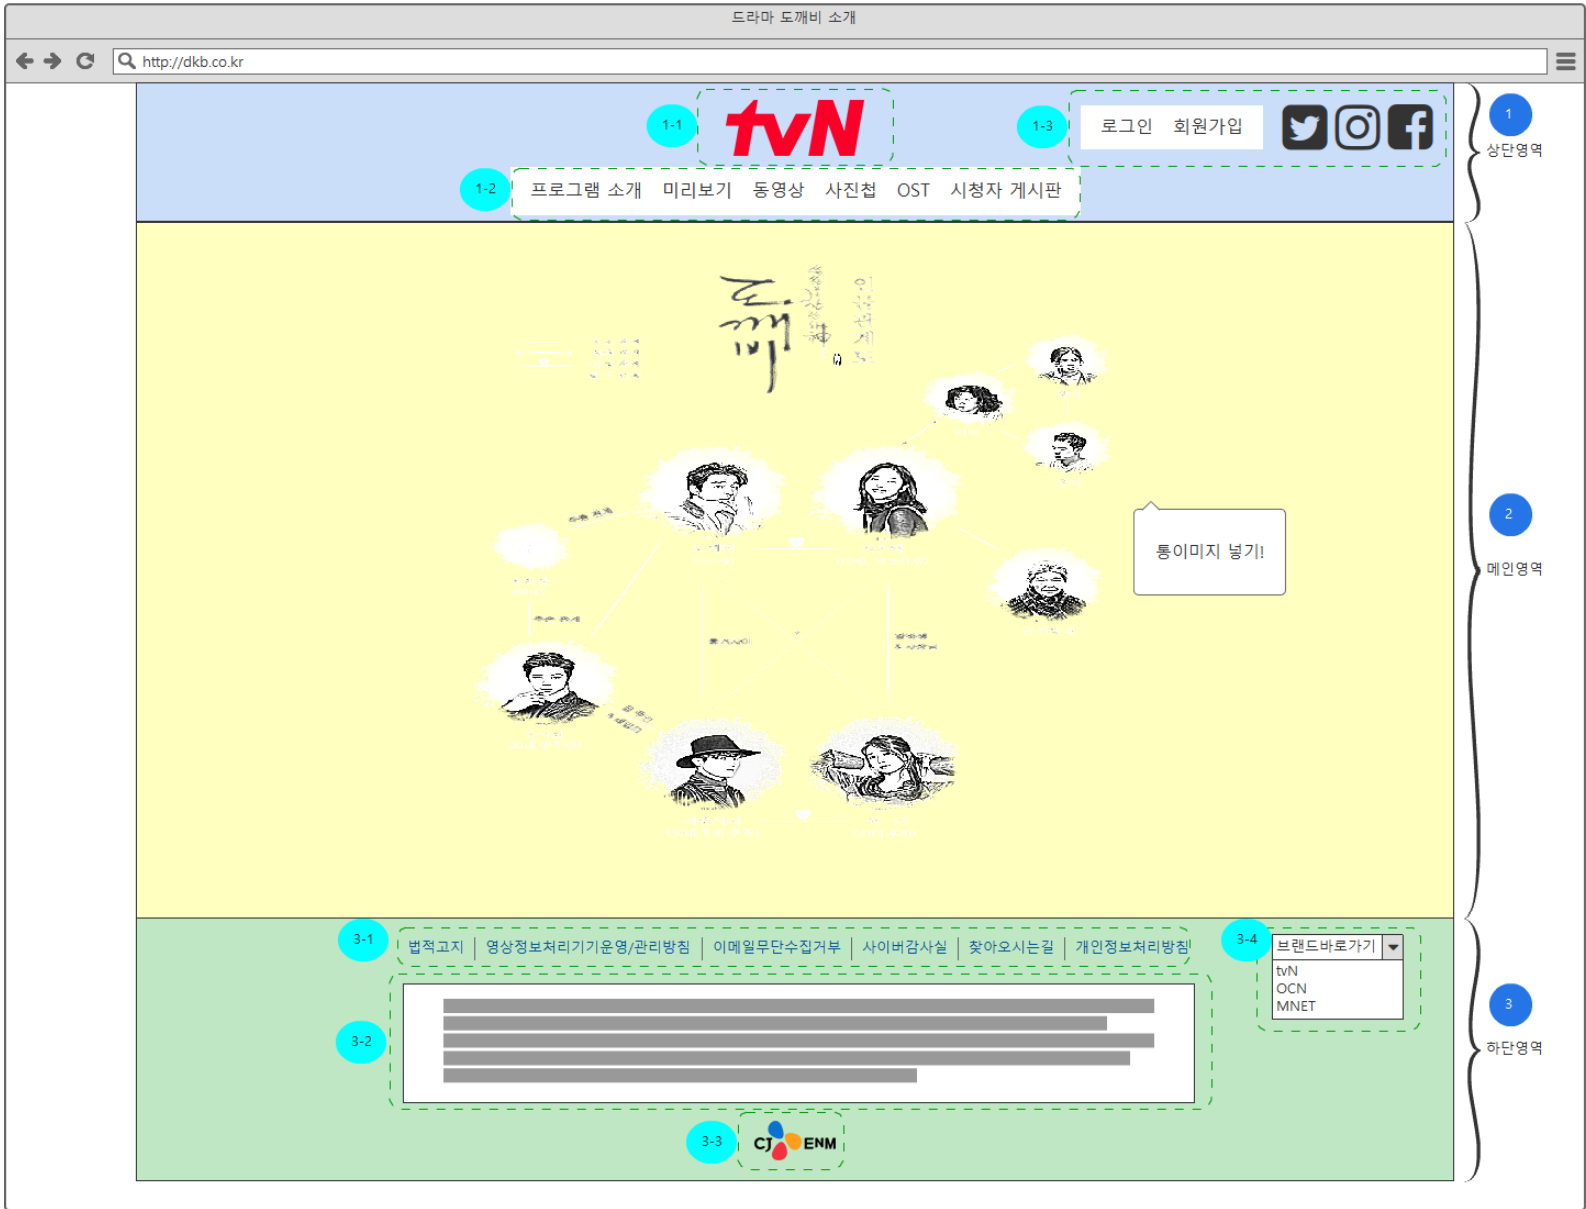 드라마 도깨비 소개
http://dkb.co.kr
1-1
tvN
1-3
로그인 회원가입
1
상단영역
1-2
프로그램 소개 미리보기 동영상 사진첩 OST 시청자 게시판
도깨비
통이미지 넣기!
2
메인영역
3-1
법적고지 영상정보처리기기운영/관리방침 이메일무단수집거부 사이버감사실 찾아오시는길 개인정보처리방침
3-4
브랜드바로가기
tvN
OCN
MNET
3-2
3
하단영역
3-3
CJ ENM